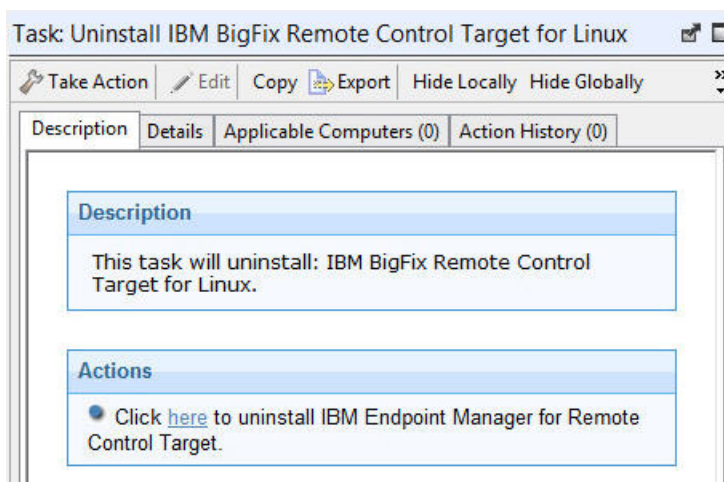 Task: Uninstall IBM BigFix Remote Control Target for Linux
Take Action Edit Copy Export Hide Locally Hide Globally
Description Details Applicable Computers (0) Action History (0)
Description
This task will uninstall: IBM BigFix Remote Control
Target for Linux.
Actions
Click here to uninstall IBM Endpoint Manager for Remote
Control Target.